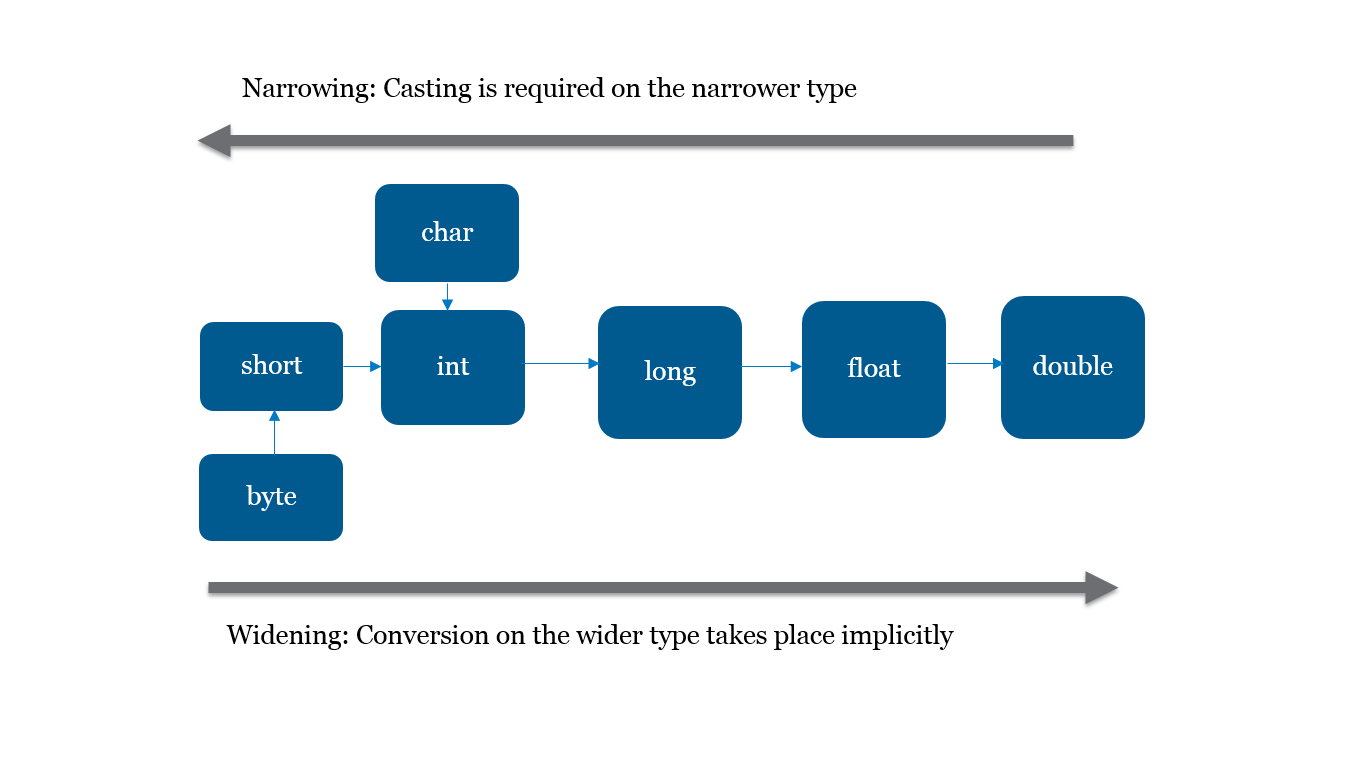 Narrowing: Casting is required on the narrower type
char
short
int
long
float
double
byte
Widening: Conversion on the wider type takes place implicitly